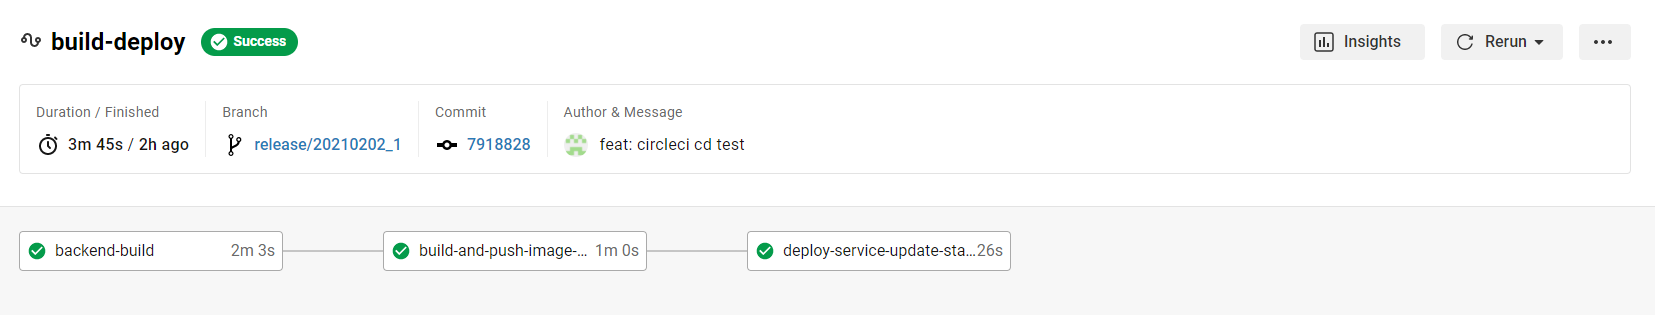 build-deploy Success Insights Rerun
Duration / Finished Branch Commit Author & Message
3m 45s / 2h ago release/20210202_1 7918828 feat: circleci cd test
backend-build 2m 3s build-and-push-image-... 1m 0s deploy-service-update-sta...26s